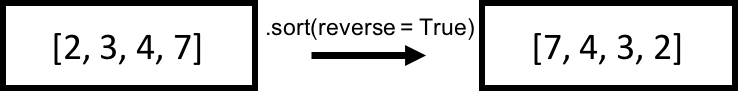 [2, 3, 4, 7]
.sort(reverse = True)
[7, 4, 3, 2]